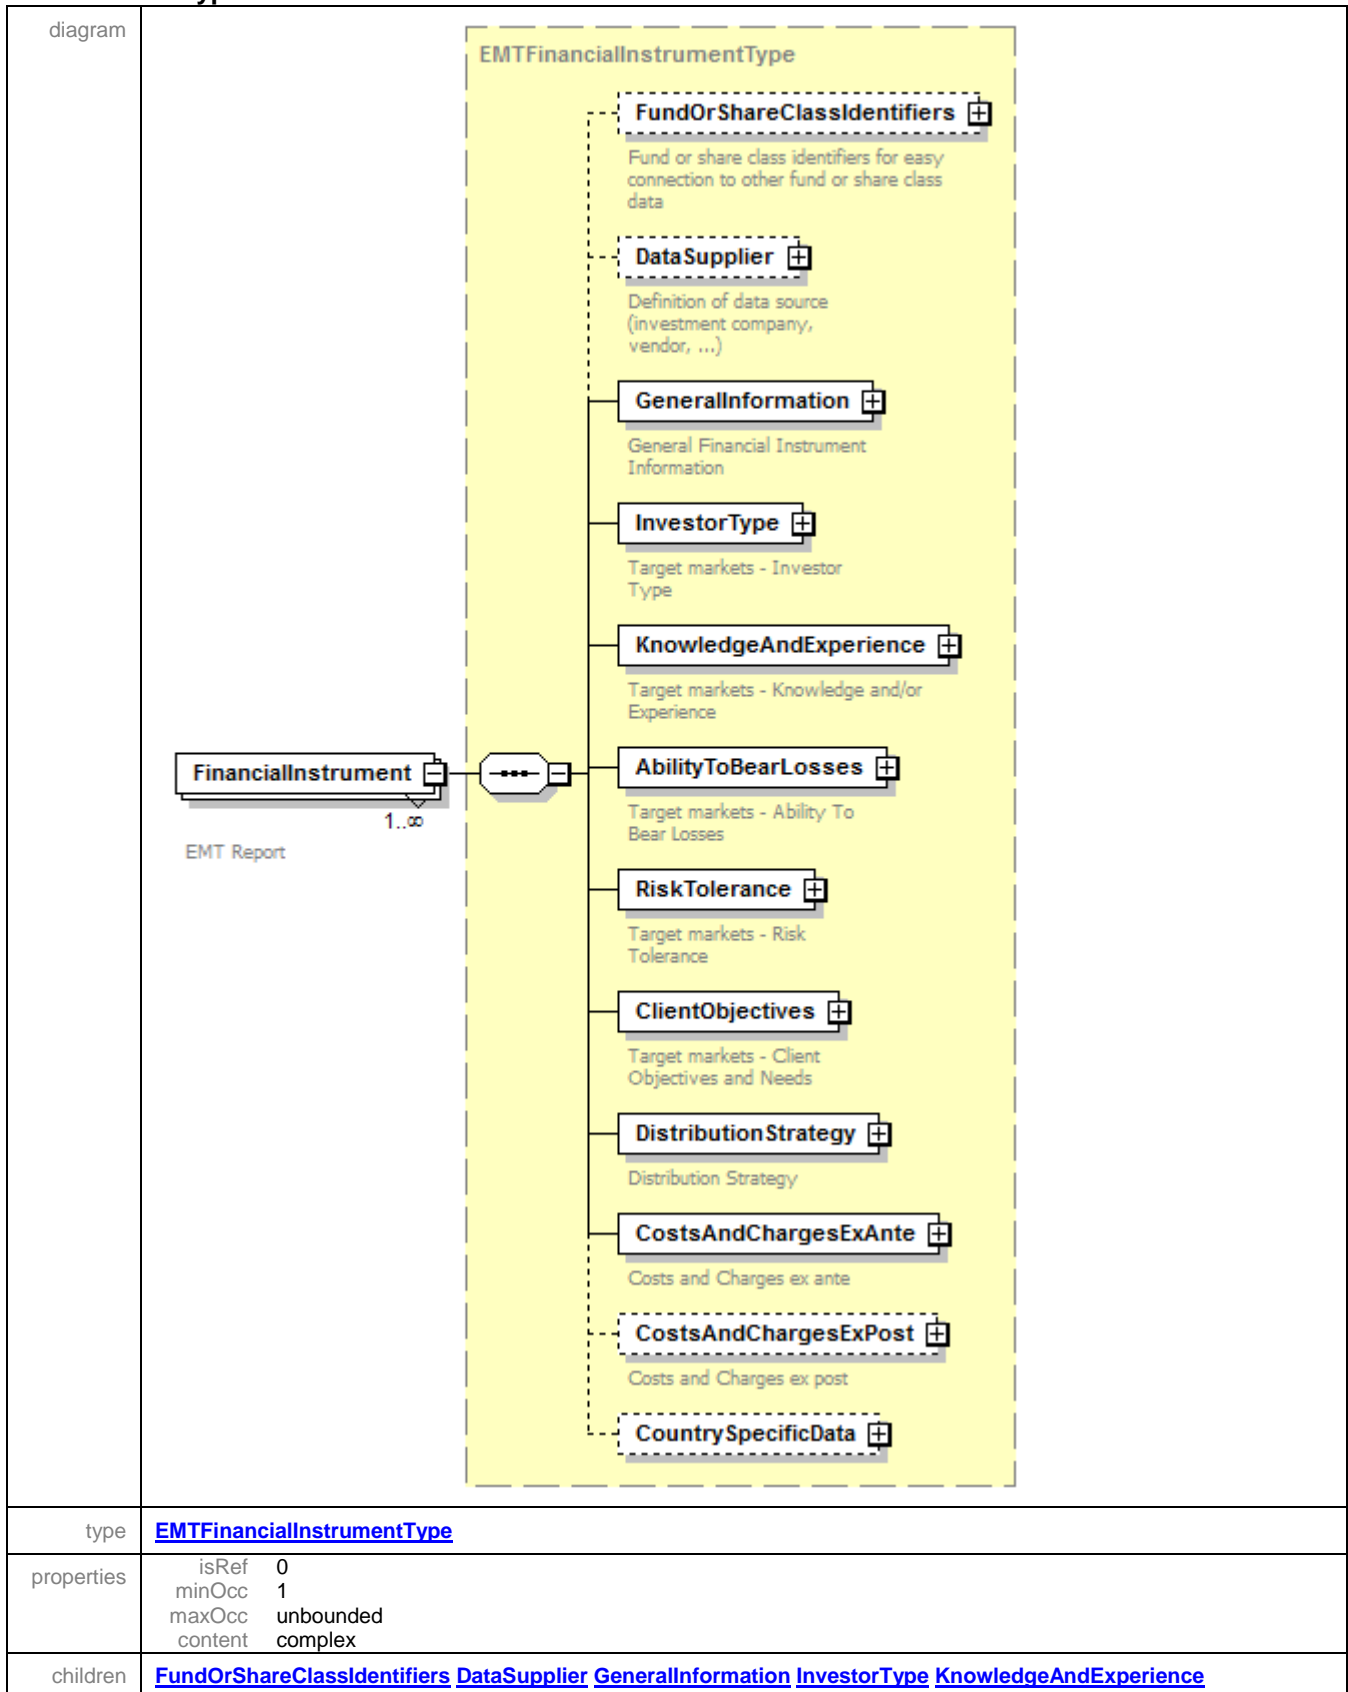 diagram
EMTFinancialInstrumentType
FundOrShareClassIdentifiers
Fund or share class identifiers for easy
connection to other fund or share class
data
DataSupplier
Definition of data source
(investment company,
vendor, ...)
GeneralInformation
General Financial Instrument
Information
InvestorType
Target markets - Investor
Type
KnowledgeAndExperience
Target markets - Knowledge and/or
Experience
FinancialInstrument
1..∞
EMT Report
AbilityToBearLosses
Target markets - Ability To
Bear Losses
RiskTolerance
Target markets - Risk
Tolerance
ClientObjectives
Target markets - Client
Objectives and Needs
DistributionStrategy
Distribution Strategy
CostsAndChargesExAnte
Costs and Charges ex ante
CostsAndChargesExPost
Costs and Charges ex post
CountrySpecificData
type EMTFinancialInstrumentType
properties isRef 0
minOcc 1
maxOcc unbounded
content complex
children FundOrShareClassIdentifiers DataSupplier GeneralInformation InvestorType KnowledgeAndExperience